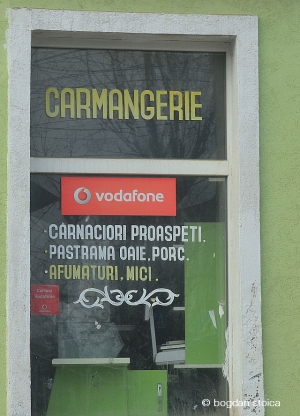 CARMANGERIE
vodafone
·CARNACIORI PROASPETI.
·PASTRAMA OAIE, PORC.
·AFUMATURI, MICI.
© bogdan stoica